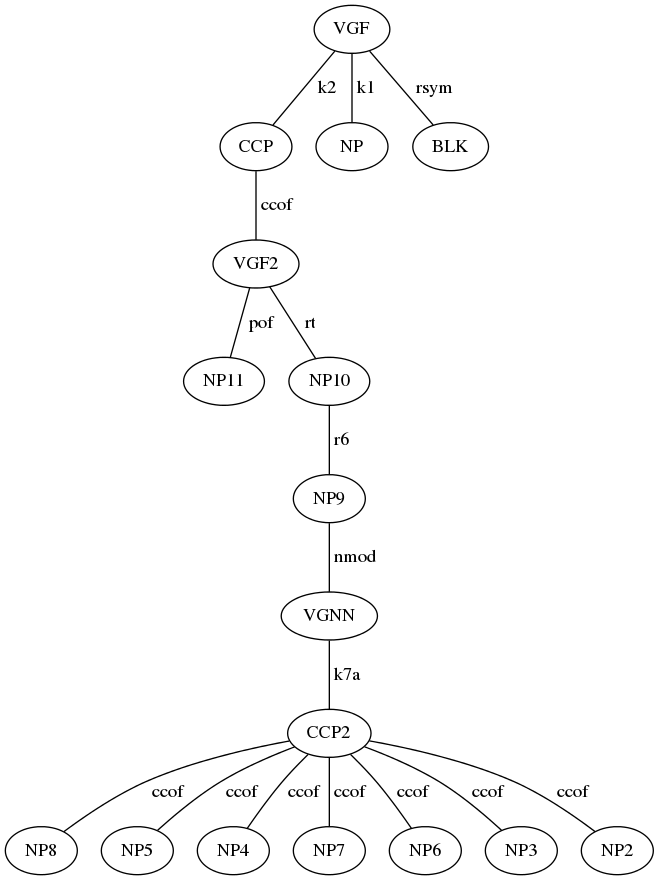 VGF
k2 k1 rsym
CCP NP BLK
ccof
VGF2
pof rt
NP11 NP10
r6
NP9
nmod
VGNN
k7a
CCP2
ccof ccof ccof ccof ccof ccof ccof
NP8 NP5 NP4 NP7 NP6 NP3 NP2